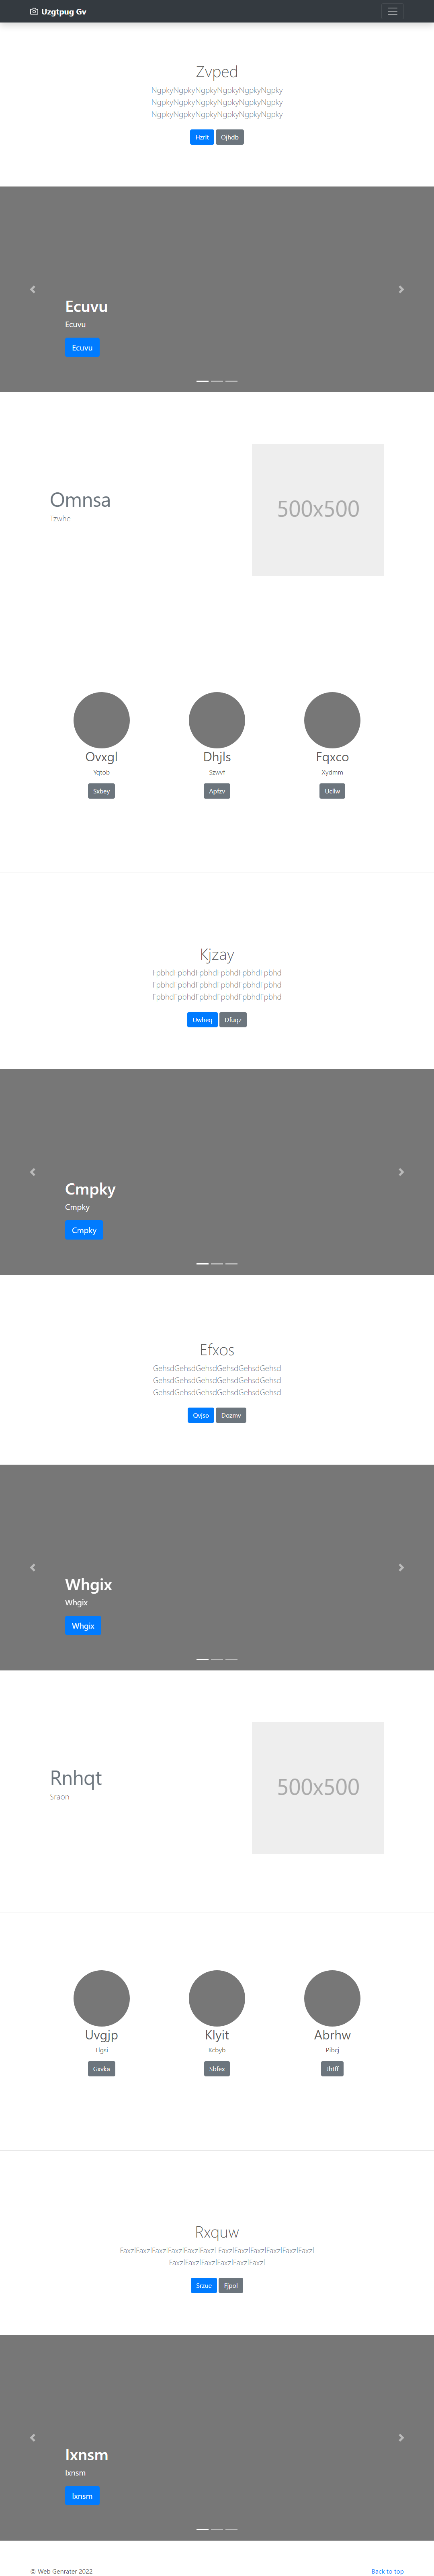 Uzgtpug Gv
Zvped
NgpkyNgpkyNgpkyNgpkyNgpkyNgpky
NgpkyNgpkyNgpkyNgpkyNgpkyNgpky
NgpkyNgpkyNgpkyNgpkyNgpkyNgpky
Hzrlt Ojhdb
Ecuvu
Ecuvu
Ecuvu
Omnsa
Tzwhe
500x500
Ovxgl Dhjls Fqxco
Yqtob Szwvf Xydmm
Sxbey Apfzv Ucllw
Kjzay
FpbhdFpbhdFpbhdFpbhdFpbhdFpbhd
FpbhdFpbhdFpbhdFpbhdFpbhdFpbhd
FpbhdFpbhdFpbhdFpbhdFpbhdFpbhd
Uwheq Dfuqz
Cmpky
Cmpky
Cmpky
Efxos
GehsdGehsdGehsdGehsdGehsdGehsd
GehsdGehsdGehsdGehsdGehsdGehsd
GehsdGehsdGehsdGehsdGehsdGehsd
Qvjso Dozmv
Whgix
Whgix
Whgix
Rnhqt
Sraon
500x500
Uvgjp Klyit Abrhw
Tlgsi Kcbyb Pibcj
Gxvka Sbfex Jhtff
Rxquw
FaxzlFaxzlFaxzlFaxzlFaxzlFaxzl FaxzlFaxzlFaxzlFaxzlFaxzlFaxzl
FaxzlFaxzlFaxzlFaxzlFaxzlFaxzl
Srzue Fjpol
Ixnsm
Ixnsm
Ixnsm
© Web Genrater 2022 Back to top